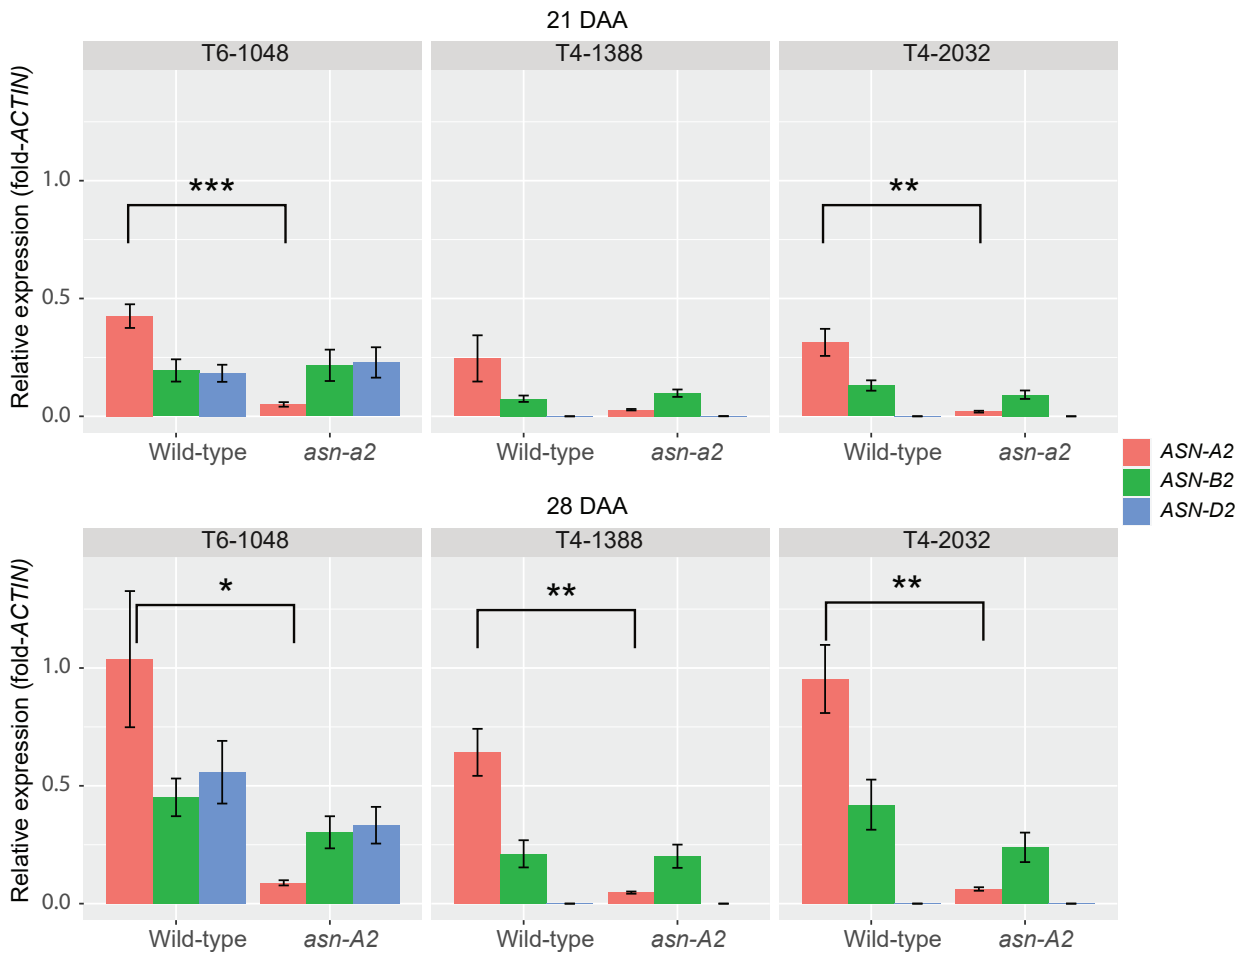 21 DAA
T6-1048
T4-1388
T4-2032
Relative expression (fold-ACTIN)
1.0
0.5
0.0
***
**
Wild-type
asn-a2
Wild-type
asn-a2
Wild-type
asn-a2
ASN-A2
ASN-B2
ASN-D2
28 DAA
T6-1048
T4-1388
T4-2032
Relative expression (fold-ACTIN)
1.0
0.5
0.0
*
**
**
Wild-type
asn-A2
Wild-type
asn-A2
Wild-type
asn-A2